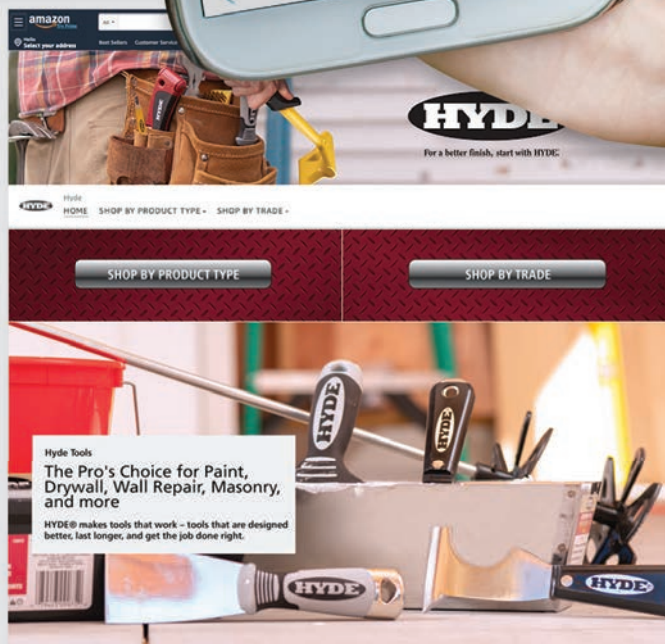 amazon
All
Hello
Select your address
Best Sellers Customer Service
HYDE
HYDE
For a better finish, start with HYDE.
HYDE
Hyde
HOME SHOP BY PRODUCT TYPE SHOP BY TRADE
SHOP BY PRODUCT TYPE
SHOP BY TRADE
HYDE
HYDE
Hyde Tools
The Pro's Choice for Paint,
Drywall, Wall Repair, Masonry,
and more
HYDE® makes tools that work – tools that are designed
better, last longer, and get the job done right.
HYDE
HYDE